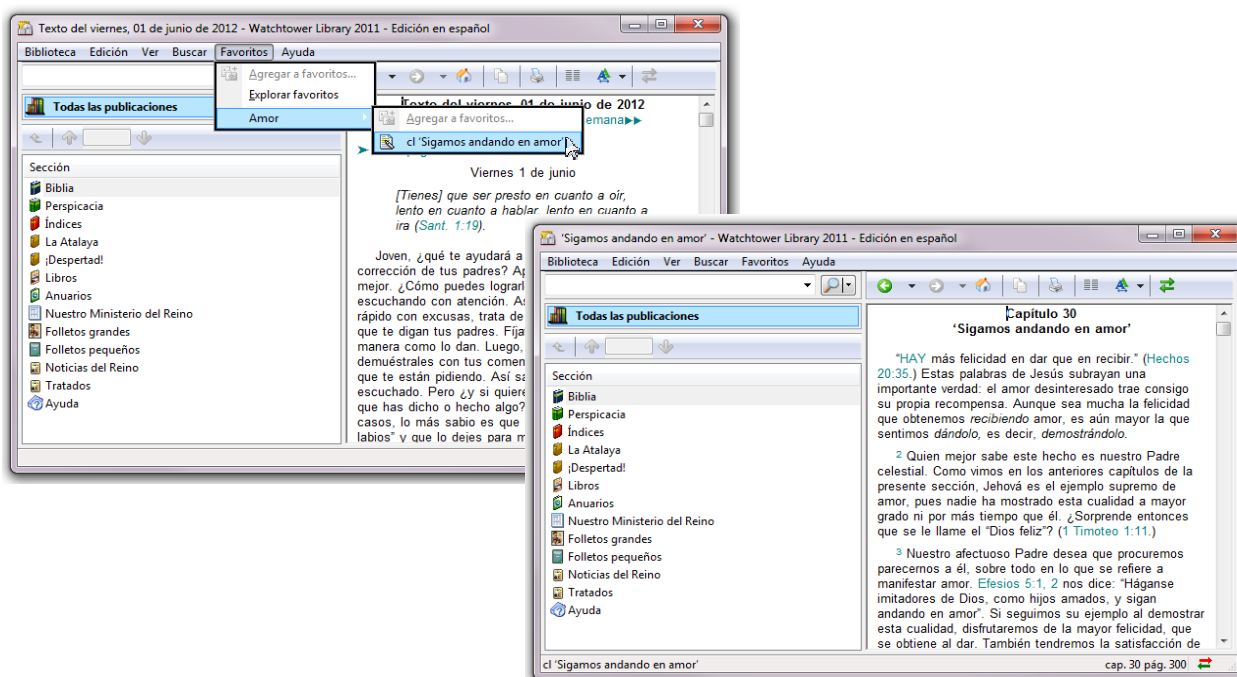 Texto del viernes, 01 de junio de 2012 - Watchtower Library 2011 - Edición en español
Biblioteca Edición Ver Buscar Favoritos Ayuda
Agregar a favoritos...
Explorar favoritos
Amor
Agregar a favoritos...
cl 'Sigamos andando en amor'
Todas las publicaciones
Sección
Biblia
Perspicacia
Índices
La Atalaya
¡Despertad!
Libros
Anuarios
Nuestro Ministerio del Reino
Folletos grandes
Folletos pequeños
Noticias del Reino
Tratados
Ayuda
Texto del viernes, 01 de junio de 2012
emana▶▶
Viernes 1 de junio
[Tienes] que ser presto en cuanto a oír,
lento en cuanto a hablar, lento en cuanto a
ira (Sant. 1:19).
Joven, ¿qué te ayudará a
corrección de tus padres?
mejor. ¿Cómo puedes
escuchando con atención.
rápido con excusas, trata de
que te digan tus padres.
manera como lo dan. Luego,
demuéstrales con tus
que te están pidiendo. Así
escuchado. Pero ¿y si
que has dicho o hecho algo?
casos, lo más sabio es que
labios" y que lo dejes para
'Sigamos andando en amor' - Watchtower Library 2011 - Edición en español
Biblioteca Edición Ver Buscar Favoritos Ayuda
Todas las publicaciones
Sección
Biblia
Perspicacia
Índices
La Atalaya
¡Despertad!
Libros
Anuarios
Nuestro Ministerio del Reino
Folletos grandes
Folletos pequeños
Noticias del Reino
Tratados
Ayuda
Capítulo 30
'Sigamos andando en amor'
"HAY más felicidad en dar que en recibir." (Hechos
20:35.) Estas palabras de Jesús subrayan una
importante verdad: el amor desinteresado trae consigo
su propia recompensa. Aunque sea mucha la felicidad
que obtenemos recibiendo amor, es aún mayor la que
sentimos dándolo, es decir, demostrándolo.
2 Quien mejor sabe este hecho es nuestro Padre
celestial. Como vimos en los anteriores capítulos de la
presente sección, Jehová es el ejemplo supremo de
amor, pues nadie ha mostrado esta cualidad a mayor
grado ni por más tiempo que él. ¿Sorprende entonces
que se le llame el "Dios feliz"? (1 Timoteo 1:11.)
3 Nuestro afectuoso Padre desea que procuremos
parecernos a él, sobre todo en lo que se refiere a
manifestar amor. Efesios 5:1, 2 nos dice: "Háganse
imitadores de Dios, como hijos amados, y sigan
andando en amor". Si seguimos su ejemplo al demostrar
esta cualidad, disfrutaremos de la mayor felicidad, que
se obtiene al dar. También tendremos la satisfacción de
cl 'Sigamos andando en amor'
cap. 30 pág. 300